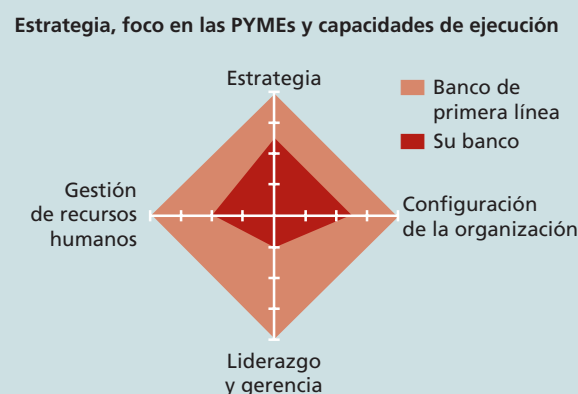 Estrategia, foco en las PYMEs y capacidades de ejecución
Estrategia
Banco de
primera línea
Su banco
Gestión
de recursos
humanos
Configuración
de la organización
Liderazgo
y gerencia